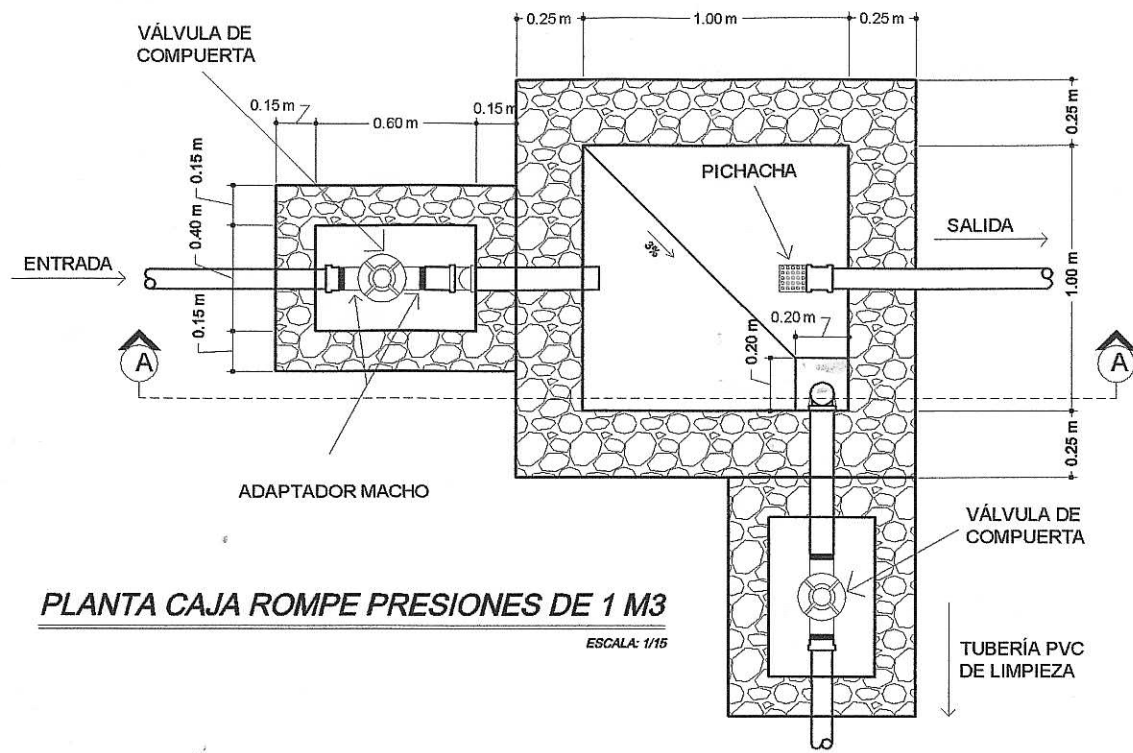 0.25 m
1.00 m
0.25 m
VÁLVULA DE
COMPUERTA
0.15 m
0.60 m
0.15 m
0.25 m
0.15 m
PICHACHA
0.40 m
SALIDA
3%
ENTRADA
1.00 m
0.15 m
0.20 m
0.20 m
A
A
0.25 m
ADAPTADOR MACHO
VÁLVULA DE
COMPUERTA
PLANTA CAJA ROMPE PRESIONES DE 1 M3
ESCALA: 1/15
TUBERÍA PVC
DE LIMPIEZA